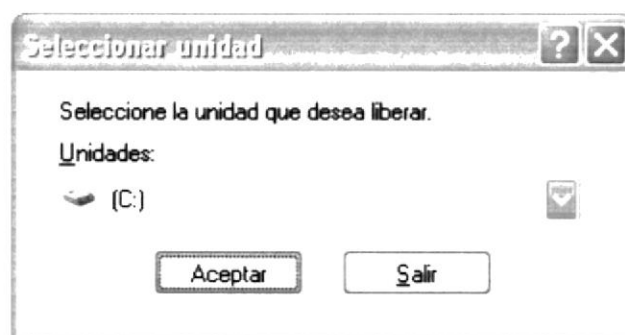 Seleccionar unidad
Seleccione la unidad que desea liberar.
Unidades:
(C:)
Aceptar
Salir